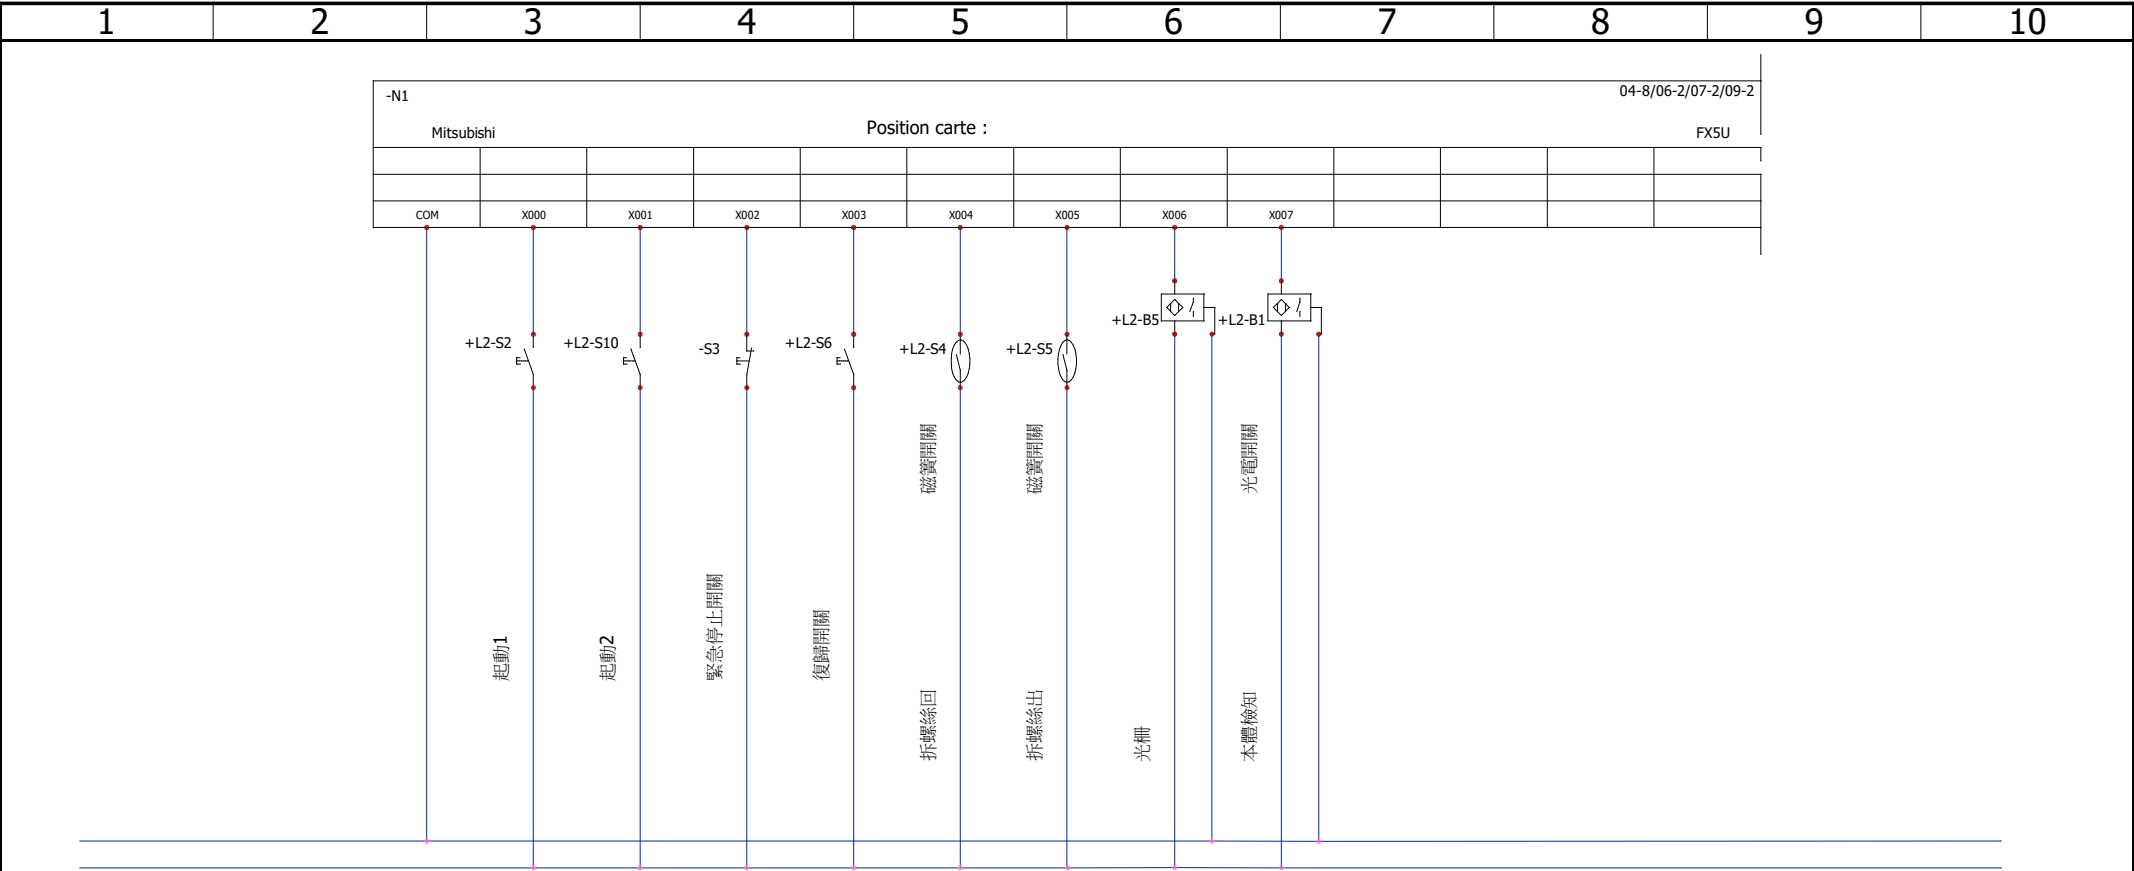 1 2 3 4 5 6 7 8 9 10
-N1 04-8/06-2/07-2/09-2
Mitsubishi Position carte : FX5U
COM X000 X001 X002 X003 X004 X005 X006 X007
+L2-B5 +L2-B1
+L2-S2 +L2-S10 -S3 +L2-S6 +L2-S4 +L2-S5
磁簧開關
磁簧開關
光電開關
起動1
起動2
緊急停止開關
復歸開關
拆螺絲回
拆螺絲出
光柵
本體檢知